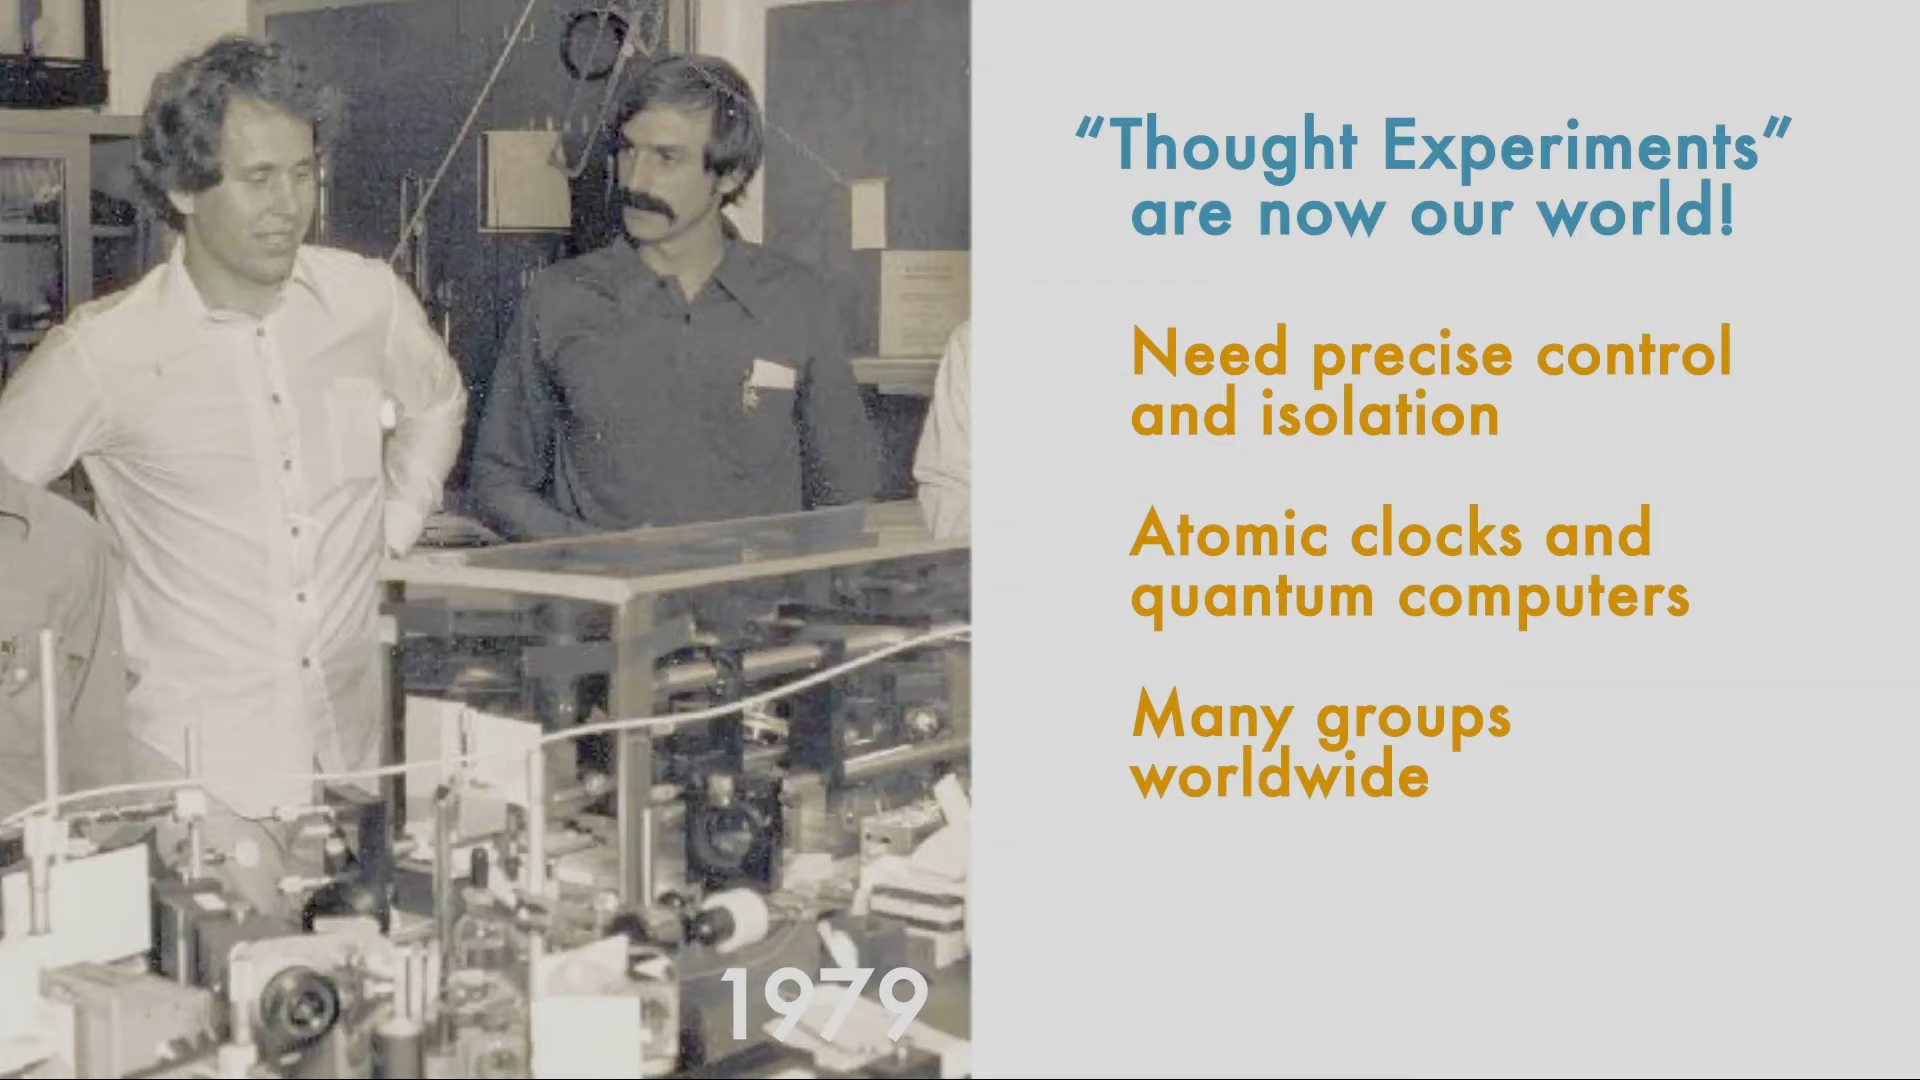 “Thought Experiments”
are now our world!
Need precise control
and isolation
Atomic clocks and
quantum computers
Many groups
worldwide
1979